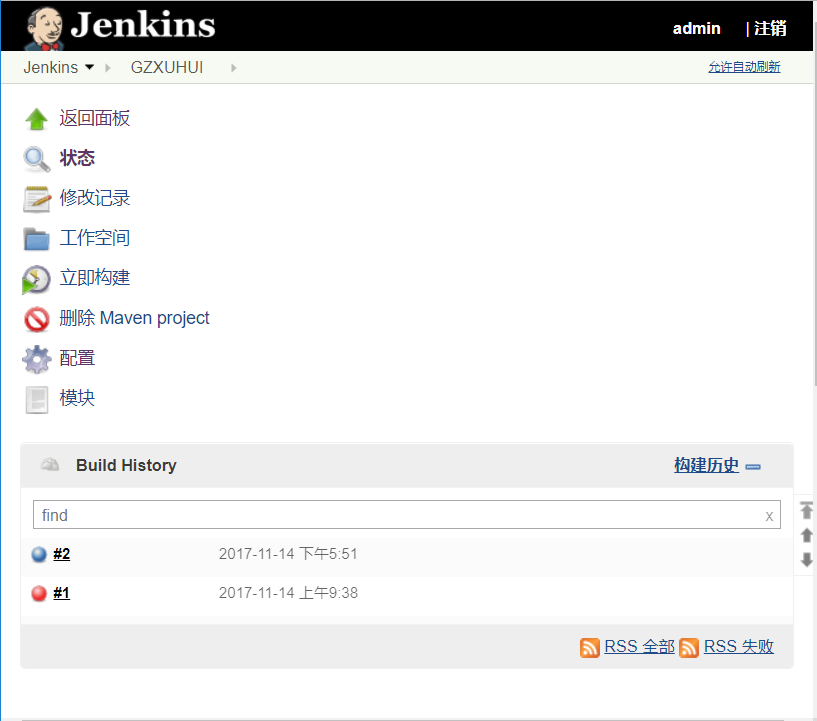 Jenkins
admin | 注销
Jenkins GZXUHUI 允许自动刷新
返回面板
状态
修改记录
工作空间
立即构建
删除 Maven project
配置
模块
Build History 构建历史
find x
#2 2017-11-14 下午5:51
#1 2017-11-14 上午9:38
RSS 全部 RSS 失败